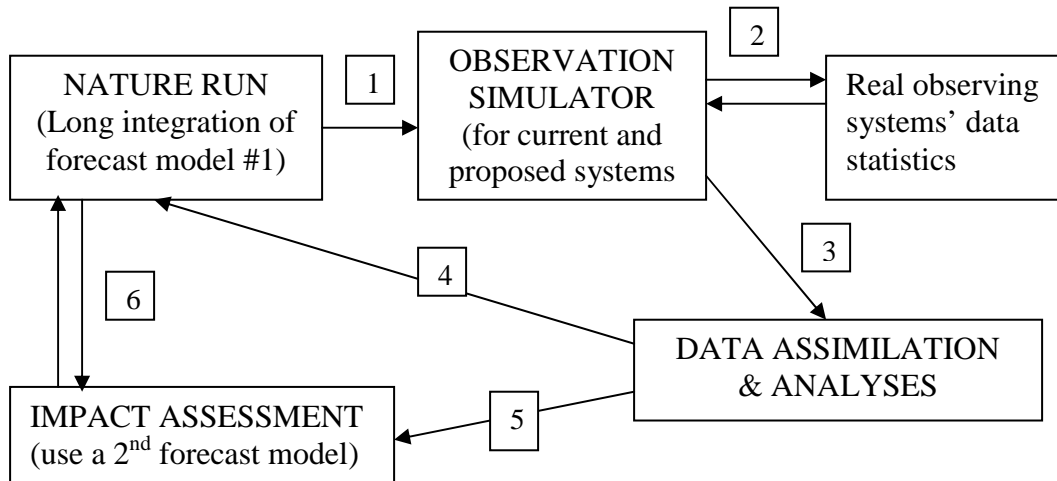 NATURE RUN
(Long integration of
forecast model #1)
1
OBSERVATION
SIMULATOR
(for current and
proposed systems
2
Real observing
systems’ data
statistics
3
4
6
DATA ASSIMILATION
& ANALYSES
5
IMPACT ASSESSMENT
(use a 2nd forecast model)